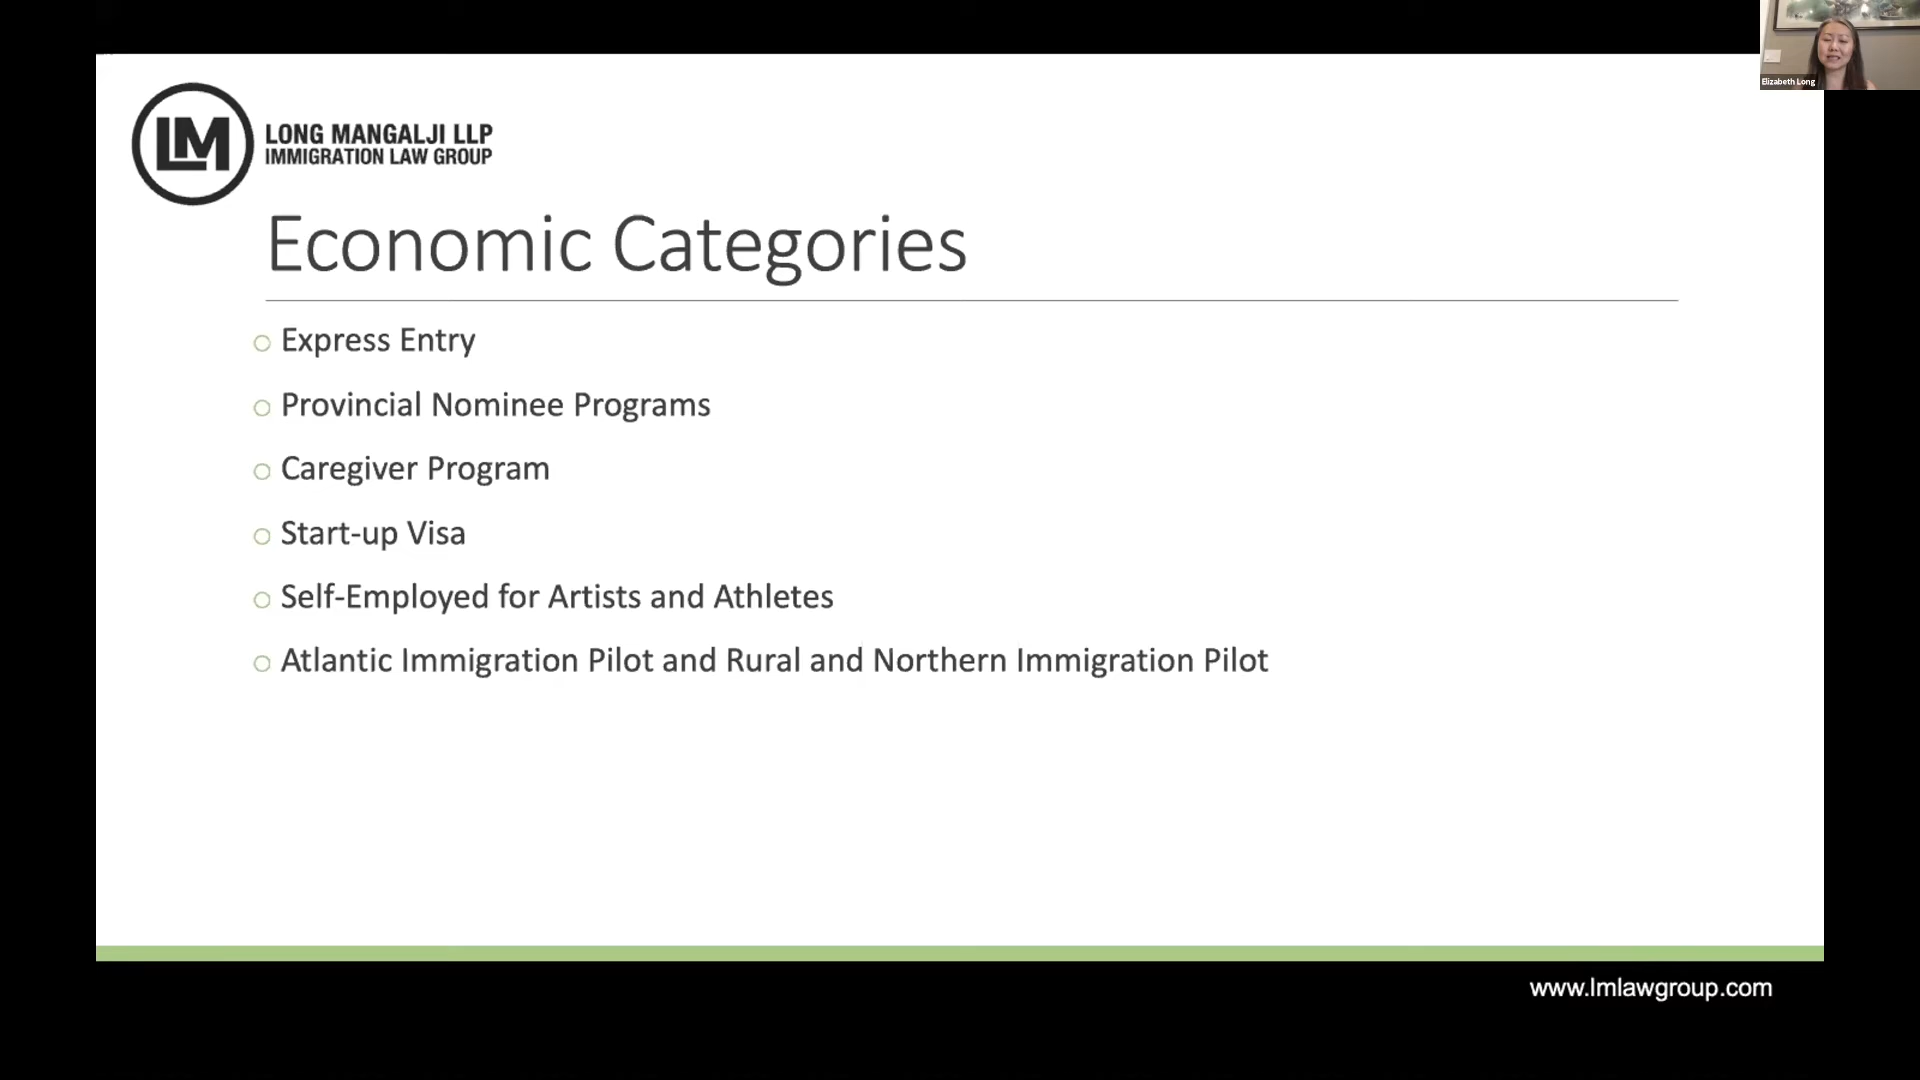 Elizabeth Long
LM
LONG MANGALJI LLP
IMMIGRATION LAW GROUP
Economic Categories
Express Entry
Provincial Nominee Programs
Caregiver Program
Start-up Visa
Self-Employed for Artists and Athletes
Atlantic Immigration Pilot and Rural and Northern Immigration Pilot
www.lmlawgroup.com